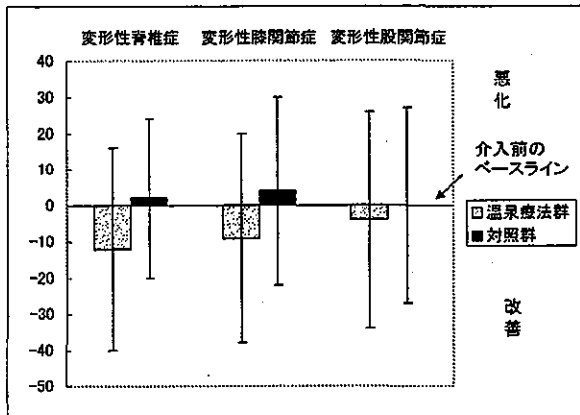 変形性脊椎症 変形性膝関節症 変形性股関節症
40
30
20
10
0
-10
-20
-30
-40
-50
悪
化
介入前の
ベースライン
温泉療法群
対照群
改
善